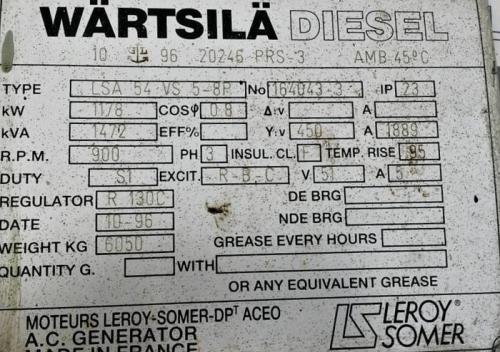 WÄRTSILÄ DIESEL
10 96 20246 PRS-3 AMB 45°C
TYPE LSA 54 VS 5-8P No 164043-3 IP 23
kW 1178 COSφ 0.8 Δ:v A
kVA 1472 EFF% Y:v 450 A 1889
R.P.M. 900 PH 3 INSUL. CL. F TEMP. RISE 95
DUTY S1 EXCIT. R-B-C V. 51 A 5
REGULATOR R 130C DE BRG
DATE 10-96 NDE BRG
WEIGHT KG 6050 GREASE EVERY HOURS
QUANTITY G. WITH
OR ANY EQUIVALENT GREASE
MOTEURS LEROY-SOMER-DPT ACEO LEROY®
A.C. GENERATOR SOMER
MADE IN FRANCE